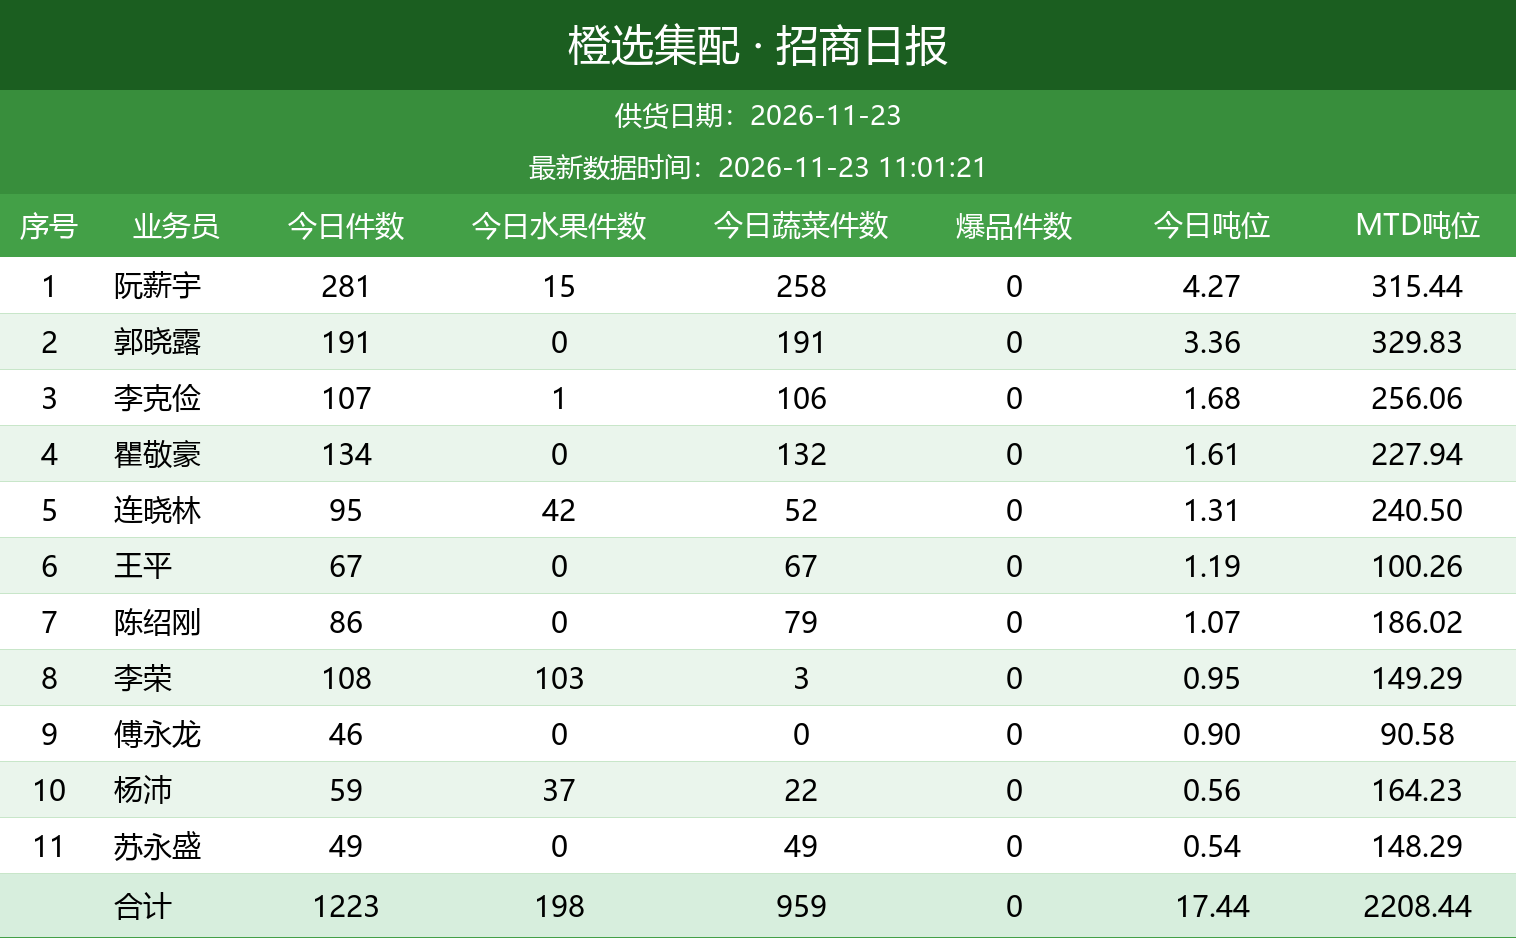 橙选集配 · 招商日报
供货日期：2026-11-23
最新数据时间：2026-11-23 11:01:21
序号 业务员 今日件数 今日水果件数 今日蔬菜件数 爆品件数 今日吨位 MTD吨位
1 阮薪宇 281 15 258 0 4.27 315.44
2 郭晓露 191 0 191 0 3.36 329.83
3 李克俭 107 1 106 0 1.68 256.06
4 瞿敬豪 134 0 132 0 1.61 227.94
5 连晓林 95 42 52 0 1.31 240.50
6 王平 67 0 67 0 1.19 100.26
7 陈绍刚 86 0 79 0 1.07 186.02
8 李荣 108 103 3 0 0.95 149.29
9 傅永龙 46 0 0 0 0.90 90.58
10 杨沛 59 37 22 0 0.56 164.23
11 苏永盛 49 0 49 0 0.54 148.29
合计 1223 198 959 0 17.44 2208.44